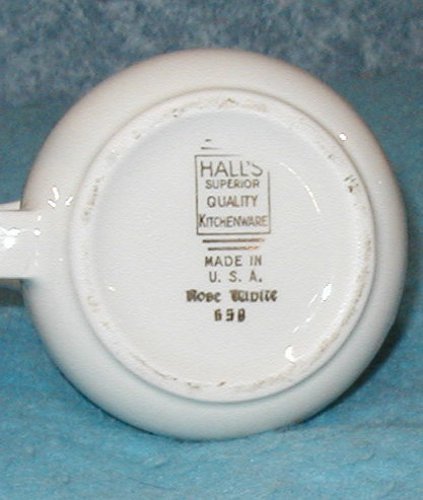 HALL'S
SUPERIOR
QUALITY
KITCHENWARE
MADE IN
U. S. A.
Rose White
659